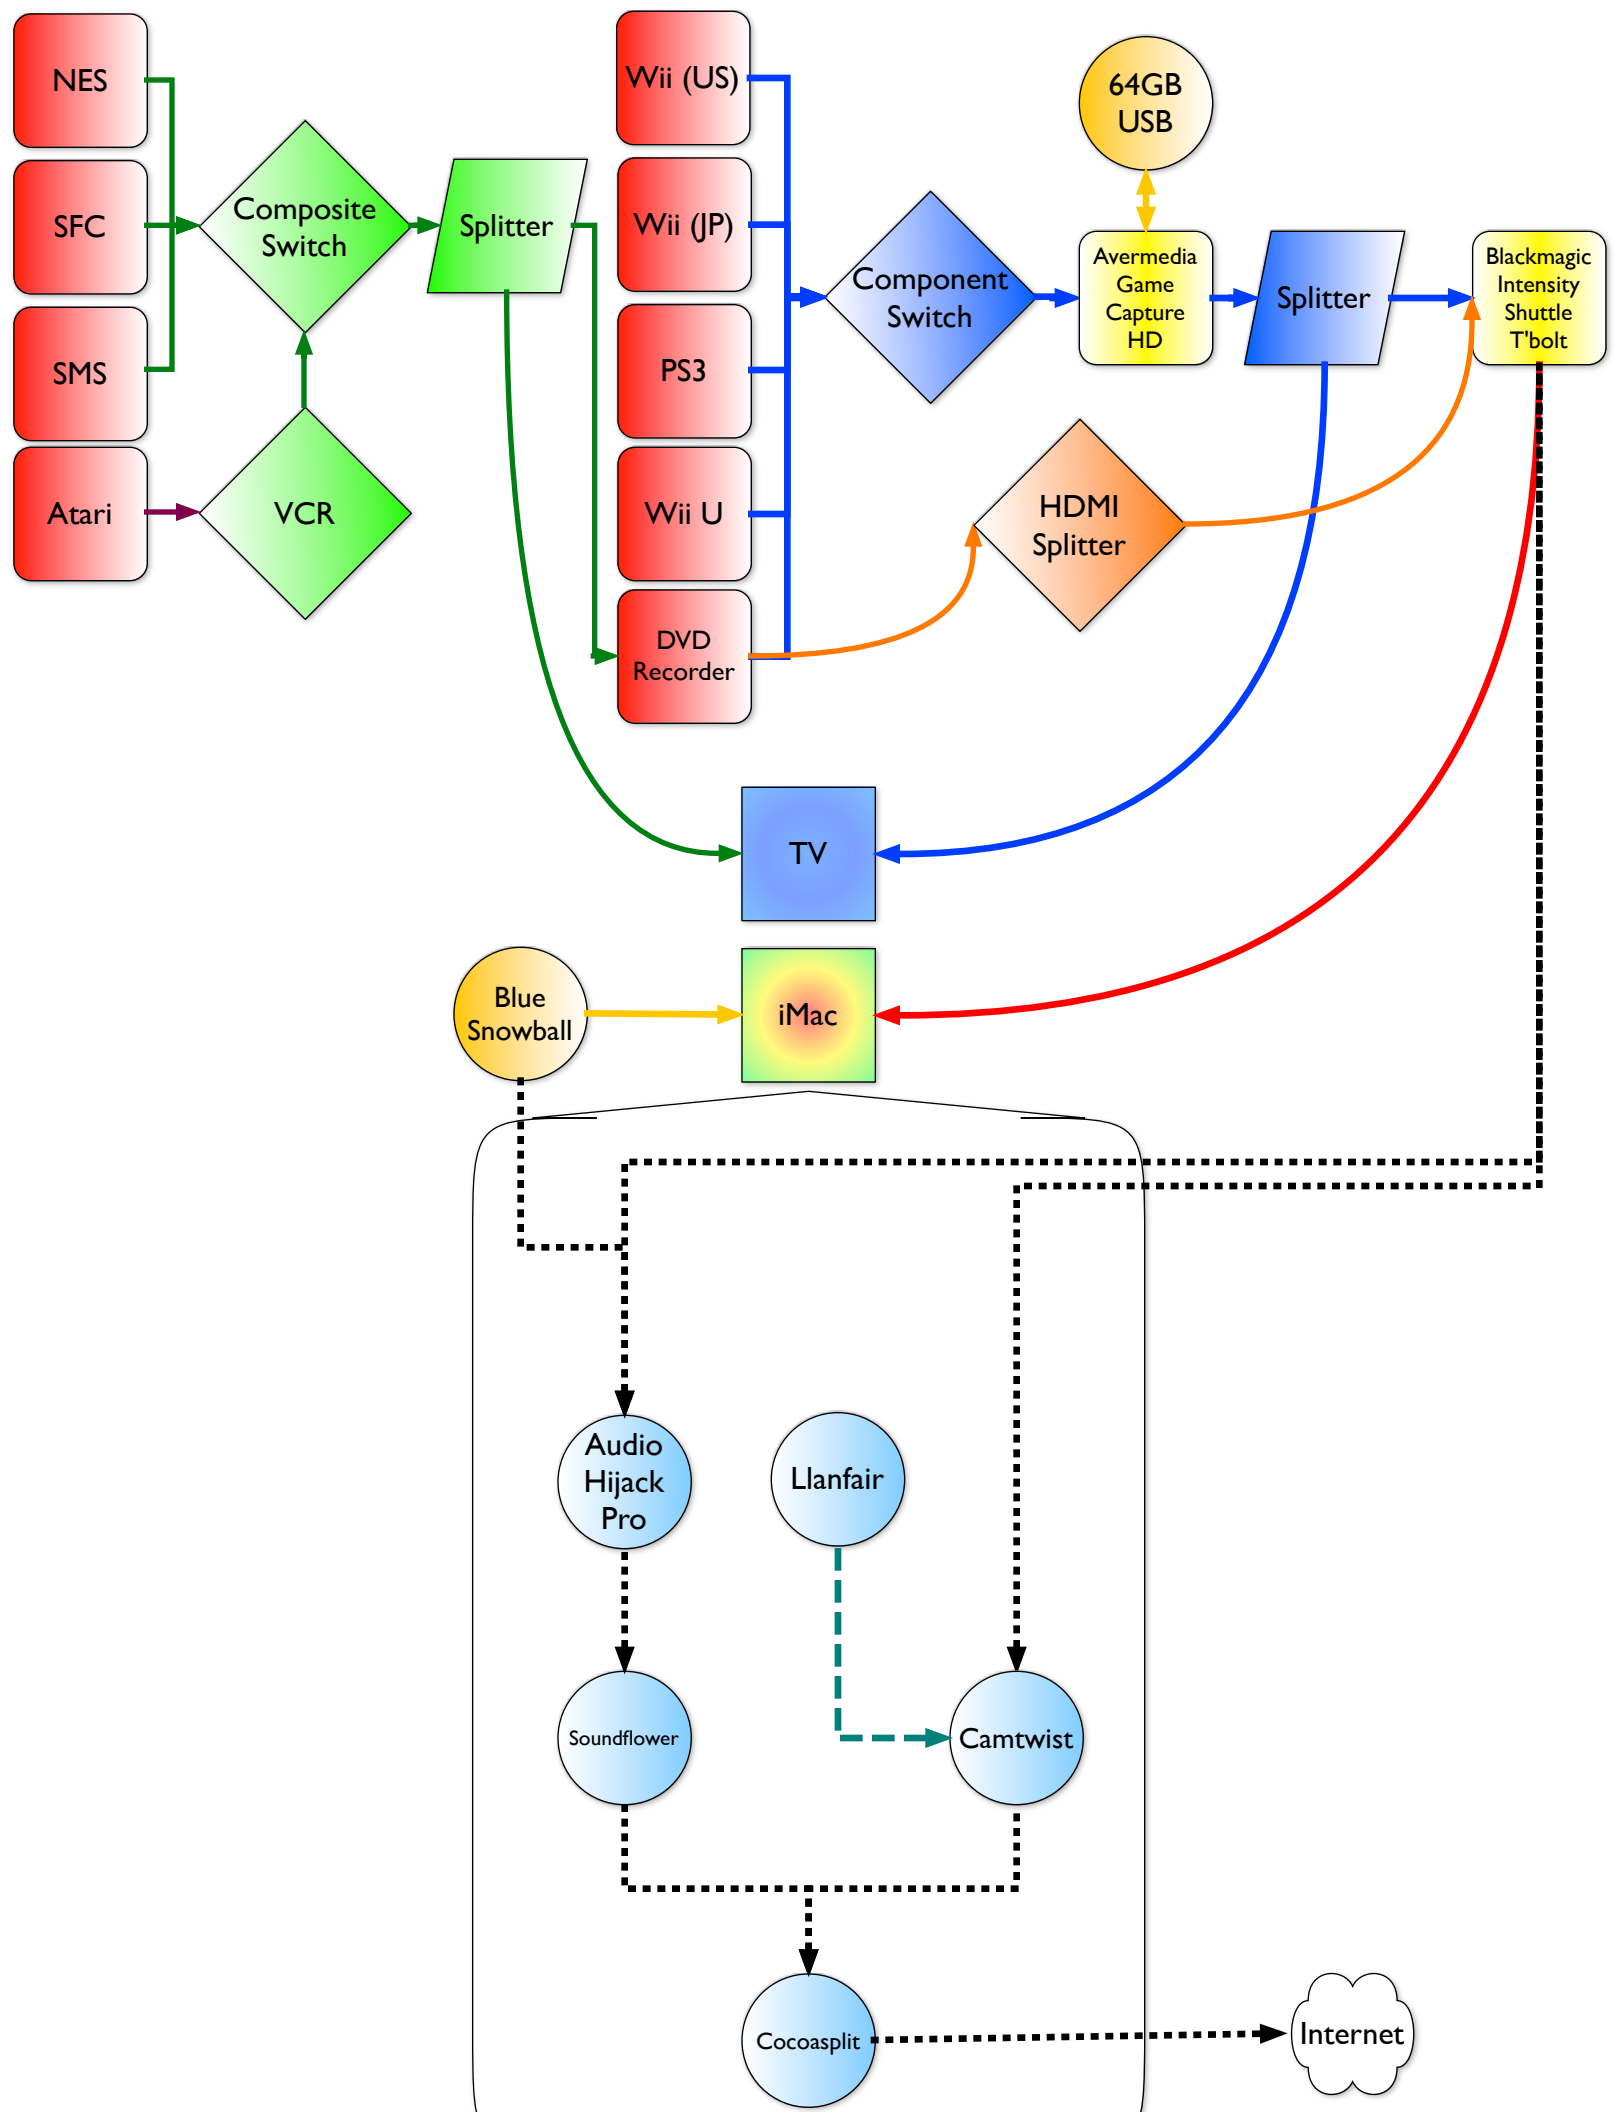 NES
SFC
SMS
Atari
Composite
Switch
VCR
Splitter
Wii (US)
Wii (JP)
PS3
Wii U
DVD
Recorder
Component
Switch
64GB
USB
Avermedia
Game
Capture
HD
Splitter
Blackmagic
Intensity
Shuttle
T'bolt
HDMI
Splitter
TV
Blue
Snowball
iMac
Audio
Hijack
Pro
Llanfair
Soundflower
Camtwist
Cocoasplit
Internet